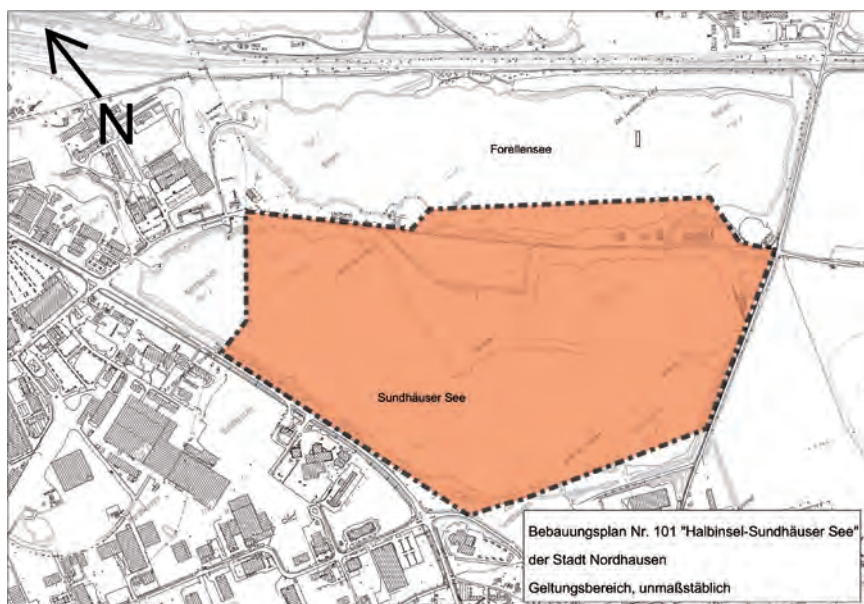 N
Forellensee
Sundhäuser See
Bebauungsplan Nr. 101 "Halbinsel-Sundhäuser See"
der Stadt Nordhausen
Geltungsbereich, unmaßstäblich